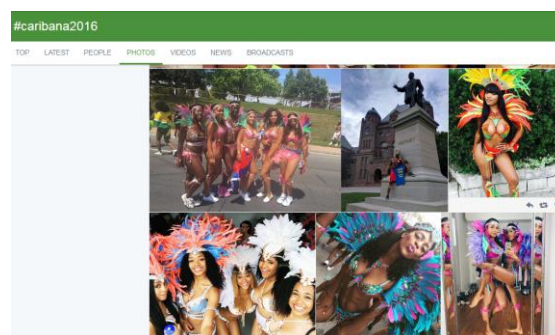 #caribana2016
TOP LATEST PEOPLE PHOTOS VIDEOS NEWS BROADCASTS